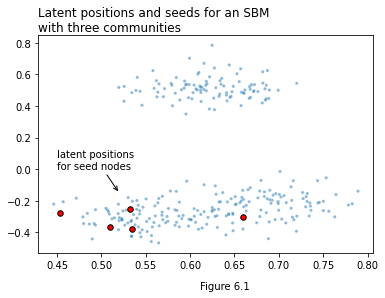 Latent positions and seeds for an SBM
with three communities
0.8
0.6
0.4
0.2
0.0
−0.2
−0.4
latent positions
for seed nodes
0.45 0.50 0.55 0.60 0.65 0.70 0.75 0.80
Figure 6.1